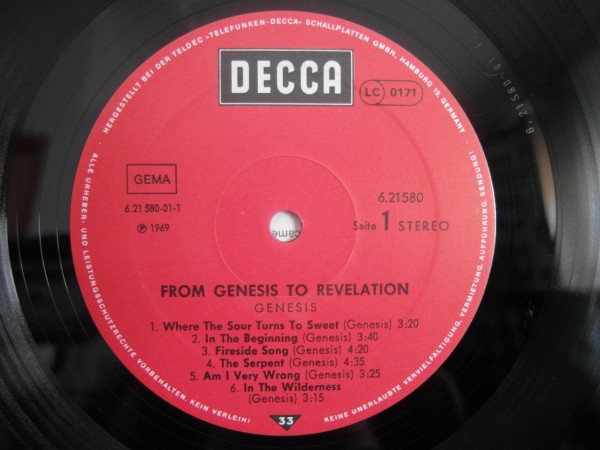 HERGESTELLT BEI DER TELDEC »TELEFUNKEN-DECCA« SCHALLPLATTEN GMBH, HAMBURG 19, GERMANY
DECCA
LC 0171
GEMA
6.21 580-01-1
℗ 1969
6.21580
Seite 1 STEREO
FROM GENESIS TO REVELATION
GENESIS
1. Where The Sour Turns To Sweet (Genesis) 3:20
2. In The Beginning (Genesis) 3:40
3. Fireside Song (Genesis) 4:20
4. The Serpent (Genesis) 4:35
5. Am I Very Wrong (Genesis) 3:25
6. In The Wilderness
(Genesis) 3:15
ALLE URHEBER- UND LEISTUNGSSCHUTZRECHTE VORBEHALTEN. KEIN VERLEIH!
33
KEINE UNERLAUBTE VERVIELFÄLTIGUNG, VERMIETUNG, AUFFÜHRUNG, SENDUNG!
came